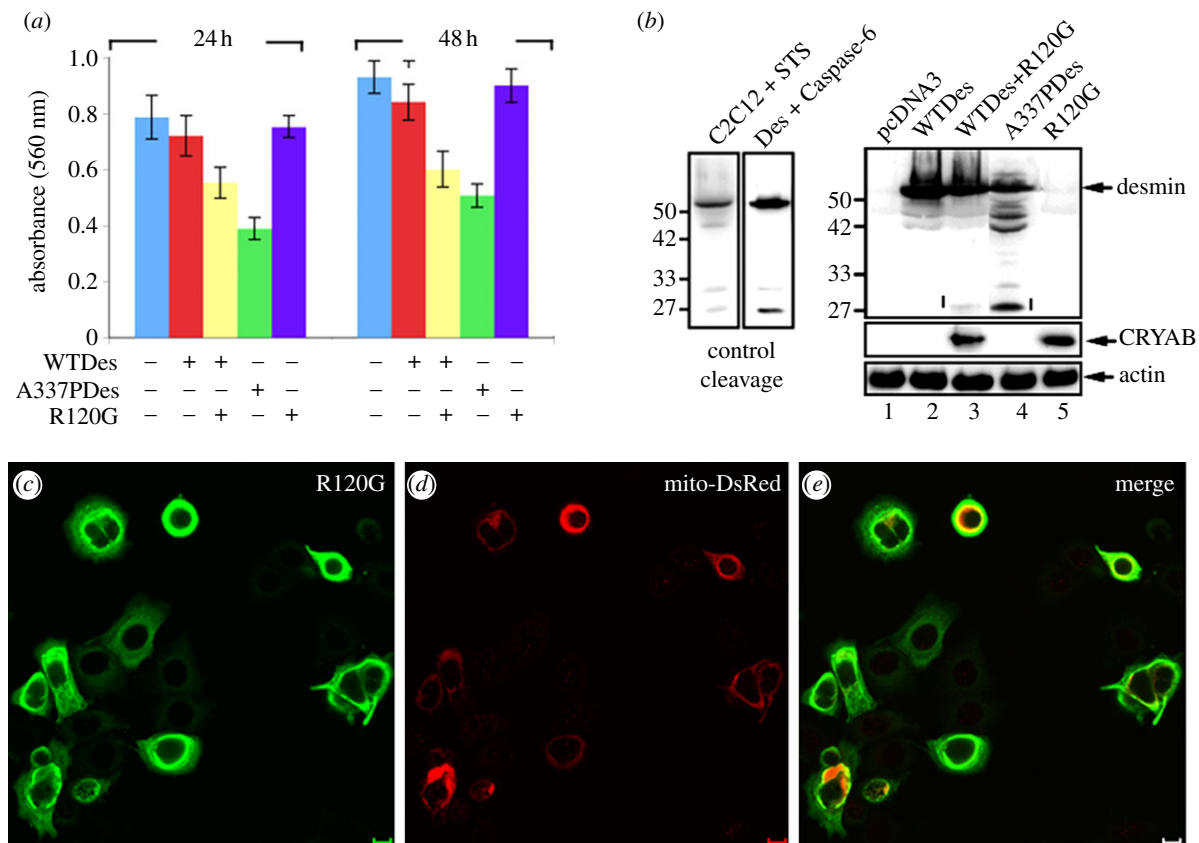 (a)
24 h
48 h
1.0
0.8
0.6
0.4
0.2
0
absorbance (560 nm)
WTDes – + + – – – + + – –
A337PDes – – – + – – – – + –
R120G – – + – + – – + – +
(b)
C2C12 + STS
Des + Caspase-6
50
42
33
27
control
cleavage
pcDNA3
WTDes
WTDes+R120G
A337PDes
R120G
50
42
33
27
desmin
CRYAB
actin
1 2 3 4 5
(c) R120G
(d) mito-DsRed
(e) merge